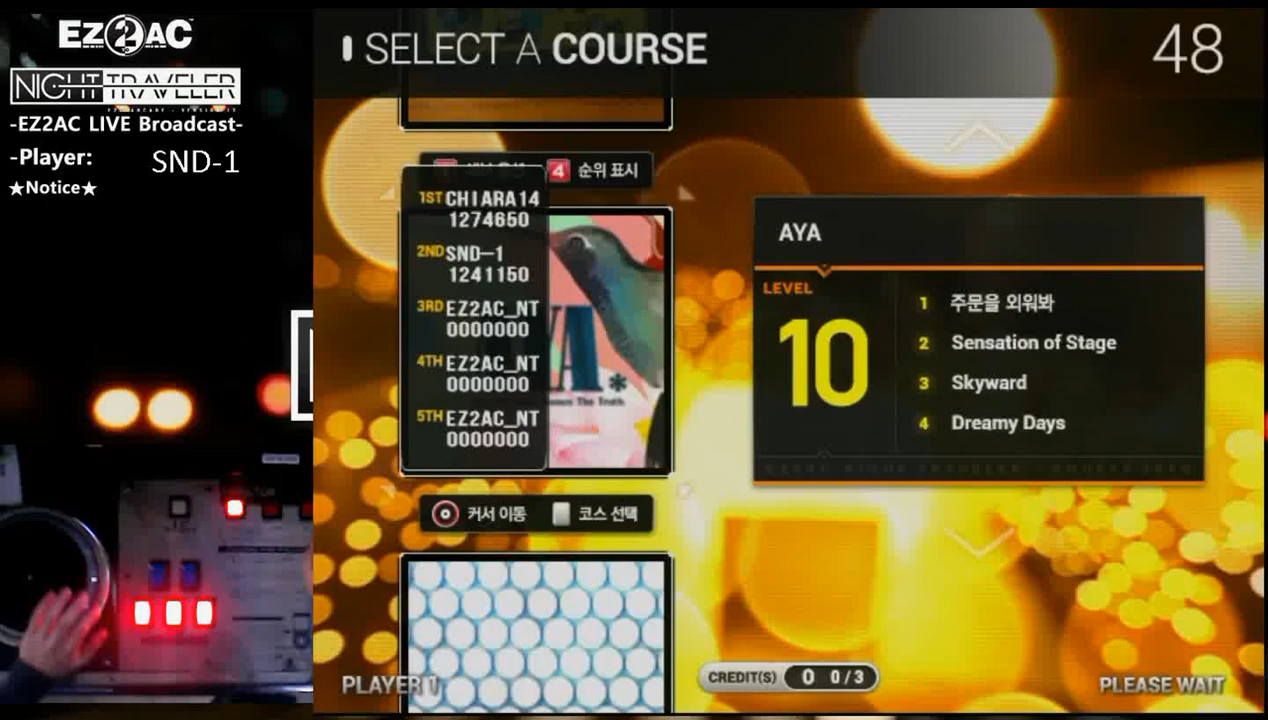 EZ2AC
NIGHT TRAVELER
-EZ2AC LIVE Broadcast-
-Player: SND-1
★Notice★
SELECT A COURSE
48
4 순위 표시
1ST CHIARA14
1274650
2ND SND-1
1241150
3RD EZ2AC_NT
0000000
4TH EZ2AC_NT
0000000
5TH EZ2AC_NT
0000000
AYA
LEVEL
10
1 주문을 외워봐
2 Sensation of Stage
3 Skyward
4 Dreamy Days
커서 이동 코스 선택
PLAYER 1
CREDIT(S) 0 0/3
PLEASE WAIT